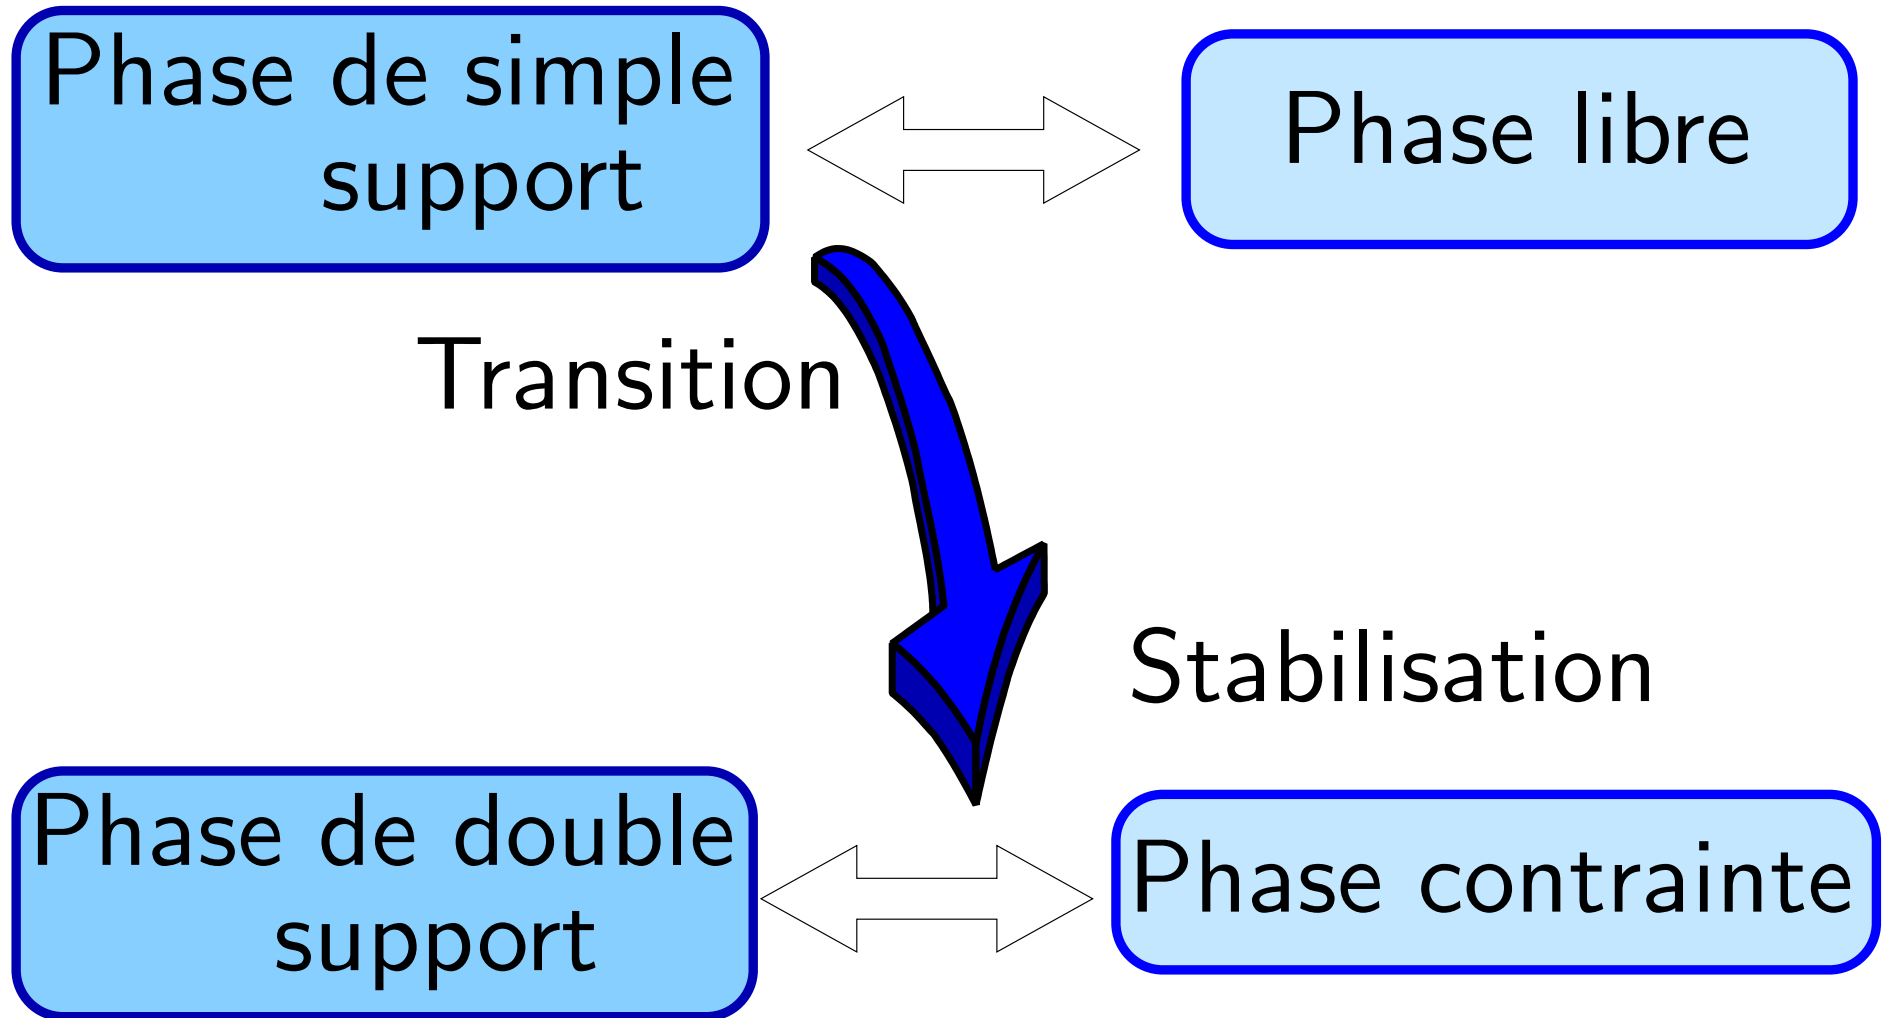 Phase de simple
support
Phase libre
Transition
Stabilisation
Phase de double
support
Phase contrainte